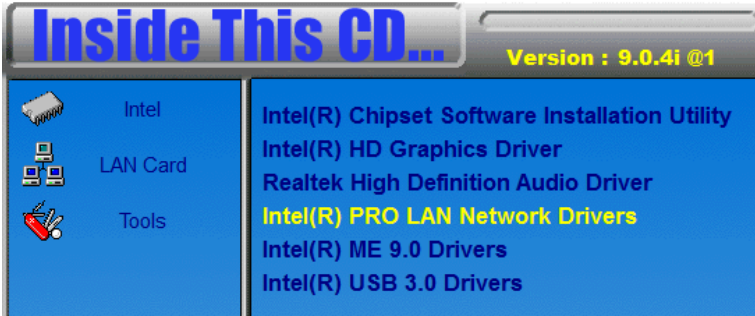 Inside This CD...
Version : 9.0.4i @1
Intel
LAN Card
Tools
Intel(R) Chipset Software Installation Utility
Intel(R) HD Graphics Driver
Realtek High Definition Audio Driver
Intel(R) PRO LAN Network Drivers
Intel(R) ME 9.0 Drivers
Intel(R) USB 3.0 Drivers